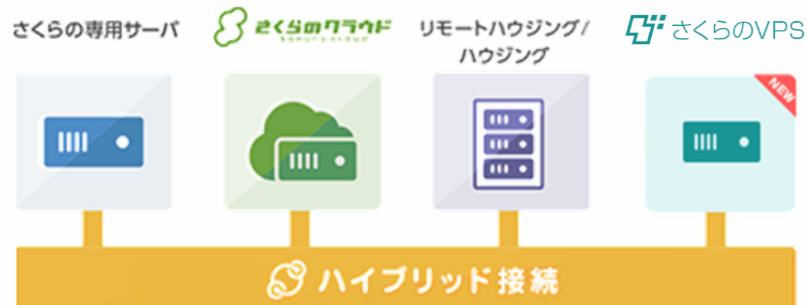 さくらの専用サーバ
さくらのクラウド
SAKURA CLOUD
リモートハウジング/
ハウジング
さくらのVPS
NEW
ハイブリッド接続